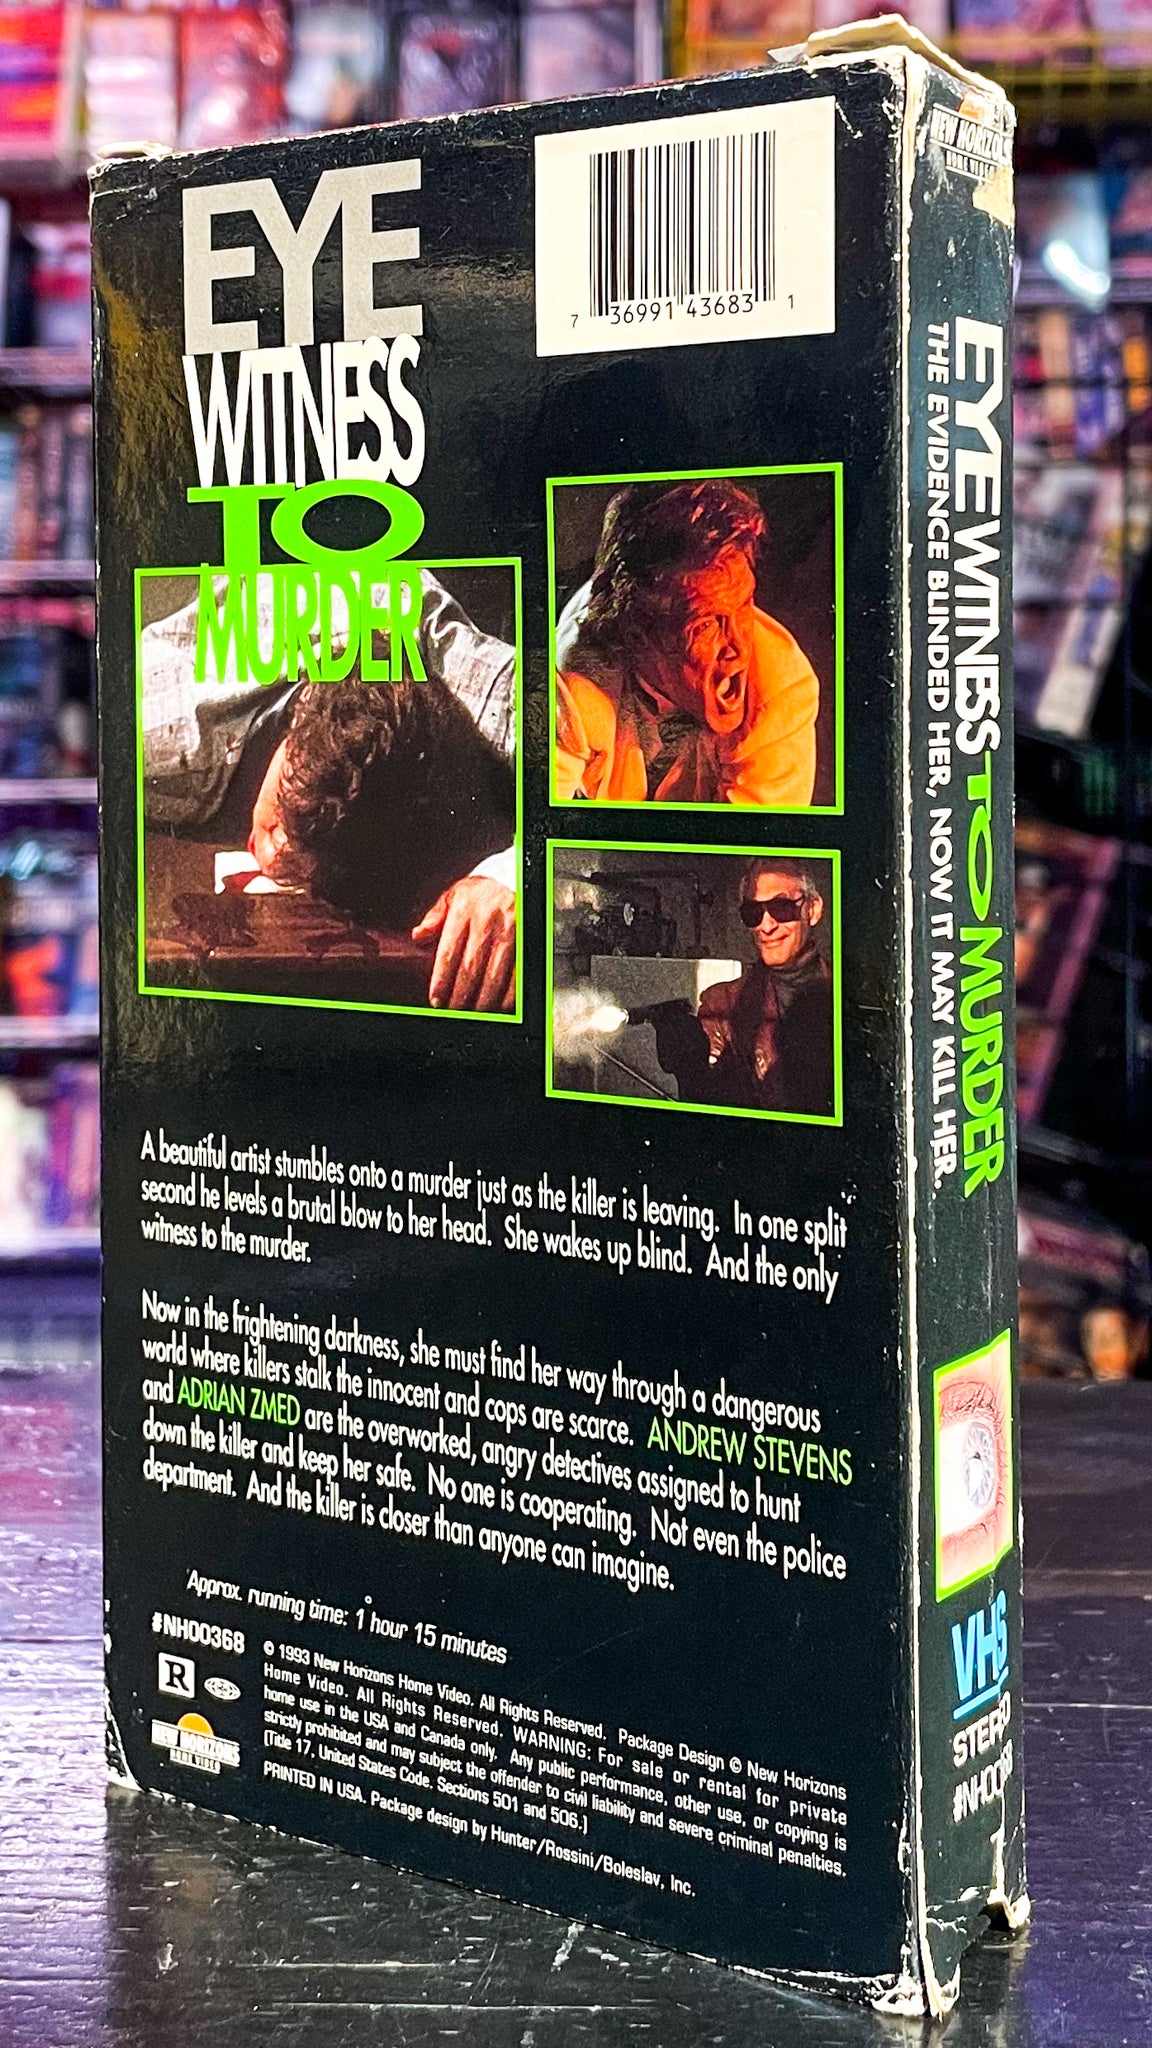 EYE
WITNESS
TO
MURDER
7 36991 43683 1
A beautiful artist stumbles onto a murder just as the killer is leaving. In one split
second he levels a brutal blow to her head. She wakes up blind. And the only
witness to the murder.
Now in the frightening darkness, she must find her way through a dangerous
world where killers stalk the innocent and cops are scarce. ANDREW STEVENS
and ADRIAN ZMED are the overworked, angry detectives assigned to hunt
down the killer and keep her safe. No one is cooperating. Not even the police
department. And the killer is closer than anyone can imagine.
Approx. running time: 1 hour 15 minutes
#NH00368
R
NEW HORIZONS
HOME VIDEO
© 1993 New Horizons Home Video. All Rights Reserved. Package Design © New Horizons
Home Video. All Rights Reserved. WARNING: For sale or rental for private
home use in the USA and Canada only. Any public performance, other use, or copying is
strictly prohibited and may subject the offender to civil liability and severe criminal penalties.
(Title 17, United States Code. Sections 501 and 506.)
PRINTED IN USA. Package design by Hunter/Rossini/Boleslav, Inc.
NEW HORIZONS
HOME VIDEO
EYEWITNESS TO MURDER
THE EVIDENCE BLINDED HER, NOW IT MAY KILL HER.
VHS
STEREO